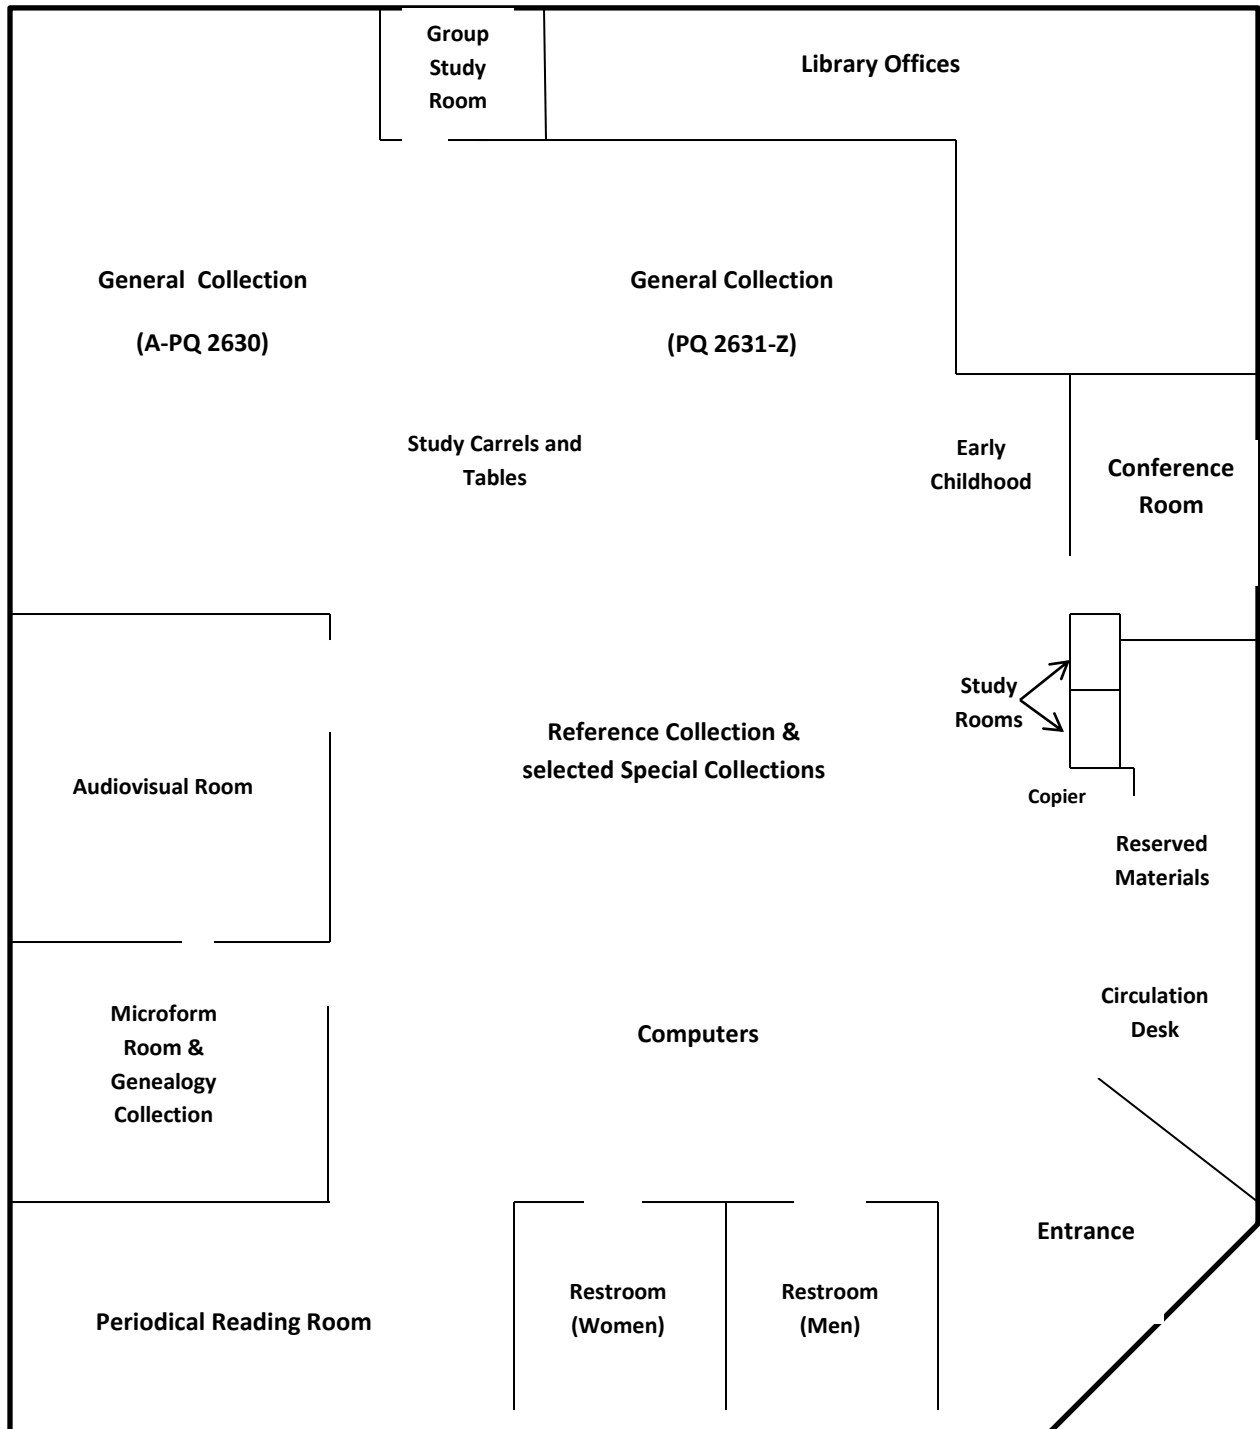 Group
Study
Room
Library Offices
General  Collection
(A-PQ 2630)
General Collection
(PQ 2631-Z)
Study Carrels and
Tables
Early
Childhood
Conference
Room
Study
Rooms
Reference Collection &
selected Special Collections
Audiovisual Room
Copier
Reserved
Materials
Microform
Room &
Genealogy
Collection
Computers
Circulation
Desk
Entrance
Periodical Reading Room
Restroom
(Women)
Restroom
(Men)